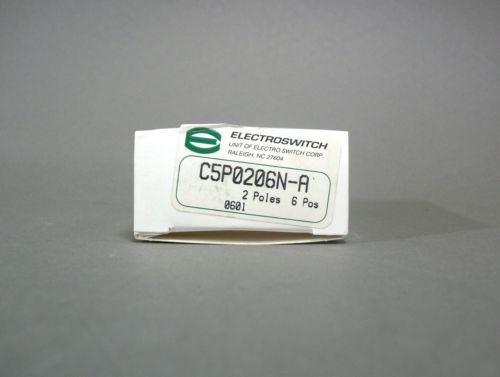 ELECTROSWITCH
UNIT OF ELECTRO SWITCH CORP.
RALEIGH, NC 27604
C5P0206N-A
2 Poles 6 Pos
0601